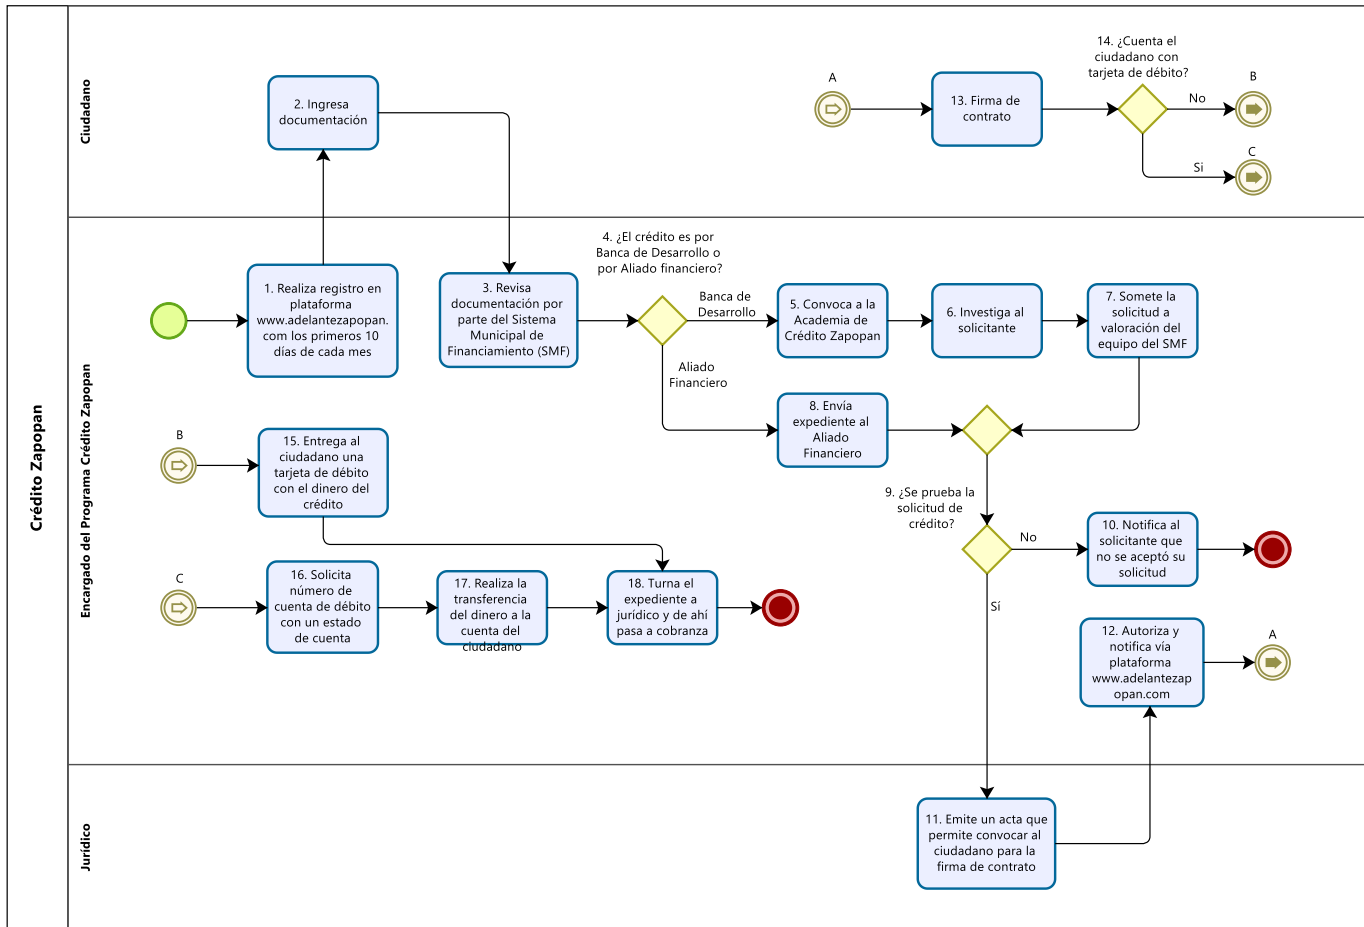 Crédito Zapopan
Ciudadano
2. Ingresa
documentación
A
13. Firma de
contrato
14. ¿Cuenta el
ciudadano con
tarjeta de débito?
No
B
Si
C
Encargado del Programa Crédito Zapopan
1. Realiza registro en
plataforma
www.adelantezapopan.
com los primeros 10
días de cada mes
3. Revisa
documentación por
parte del Sistema
Municipal de
Financiamiento (SMF)
4. ¿El crédito es por
Banca de Desarrollo o
por Aliado financiero?
Banca de
Desarrollo
Aliado
Financiero
5. Convoca a la
Academia de
Crédito Zapopan
6. Investiga al
solicitante
7. Somete la
solicitud a
valoración del
equipo del SMF
8. Envía
expediente al
Aliado
Financiero
9. ¿Se prueba la
solicitud de
crédito?
No
Sí
10. Notifica al
solicitante que
no se aceptó su
solicitud
12. Autoriza y
notifica vía
plataforma
www.adelantezap
opan.com
A
B
15. Entrega al
ciudadano una
tarjeta de débito
con el dinero del
crédito
C
16. Solicita
número de
cuenta de débito
con un estado
de cuenta
17. Realiza la
transferencia
del dinero a la
cuenta del
ciudadano
18. Turna el
expediente a
jurídico y de ahí
pasa a cobranza
Jurídico
11. Emite un acta que
permite convocar al
ciudadano para la
firma de contrato